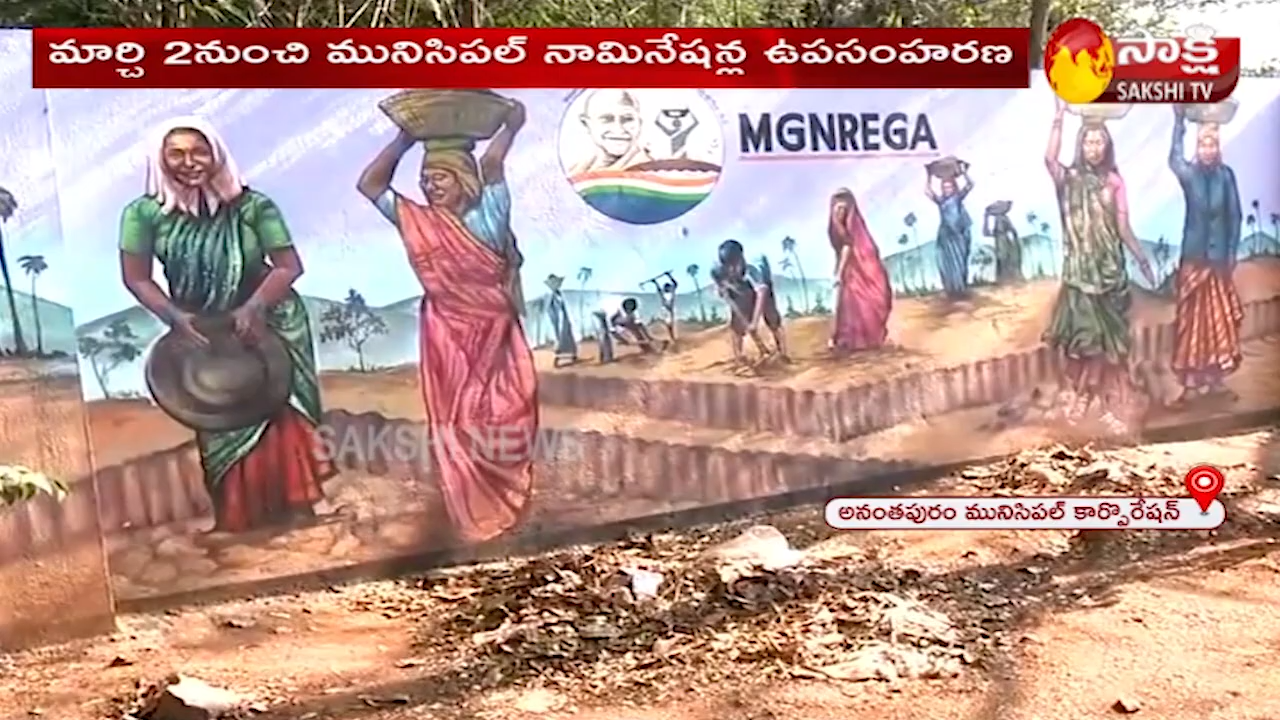 మార్చి 2నుంచి మునిసిపల్ నామినేషన్ల ఉపసంహరణ
సాక్షి
SAKSHI TV
MGNREGA
SAKSHI NEWS
అనంతపురం మునిసిపల్ కార్పొరేషన్